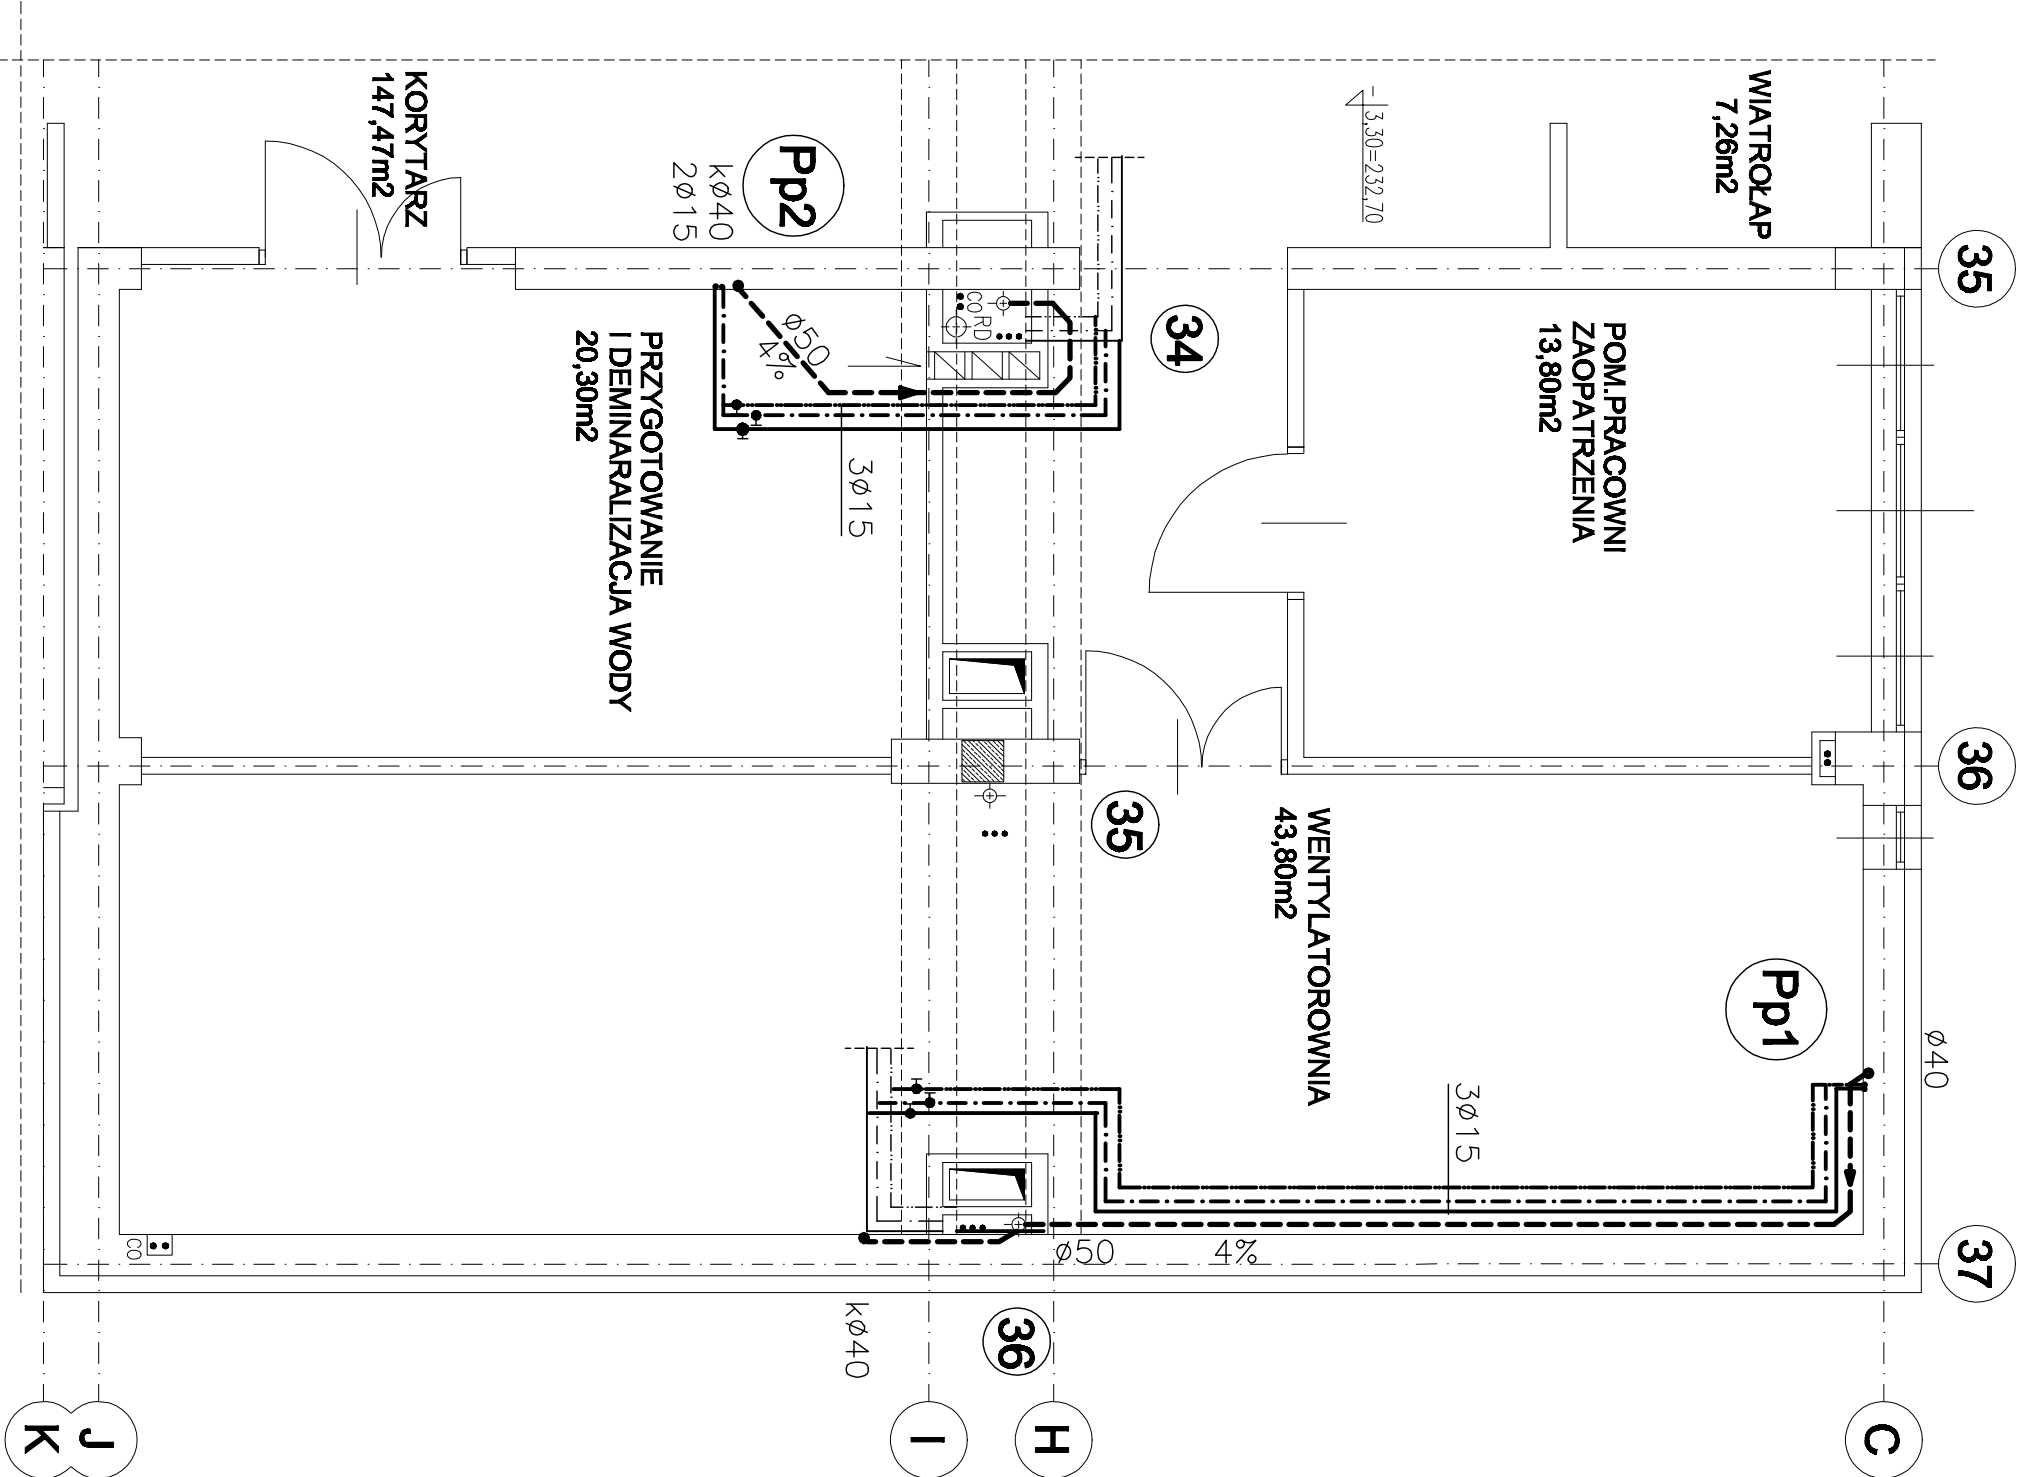 WIATROŁAP
7,26m2
35
-3,30=232,70
KORYTARZ
147,47m2
Pp2
kø40
2ø15
34
CO
RD
ø50
4%
3ø15
PRZYGOTOWANIE
I DEMINARALIZACJA WODY
20,30m2
POM.PRACOWNI
ZAOPATRZENIA
13,80m2
36
35
WENTYLATOROWNIA
43,80m2
Pp1
ø40
3ø15
ø50
4%
37
CO
kø40
36
K
J
I
H
C